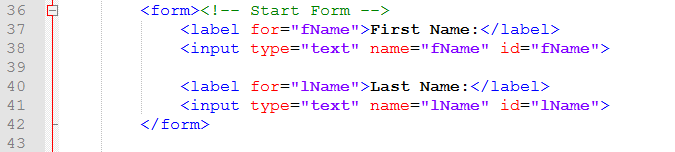 36 <form><!-- Start Form -->
37 <label for="fName">First Name:</label>
38 <input type="text" name="fName" id="fName">
39
40 <label for="lName">Last Name:</label>
41 <input type="text" name="lName" id="lName">
42 </form>
43